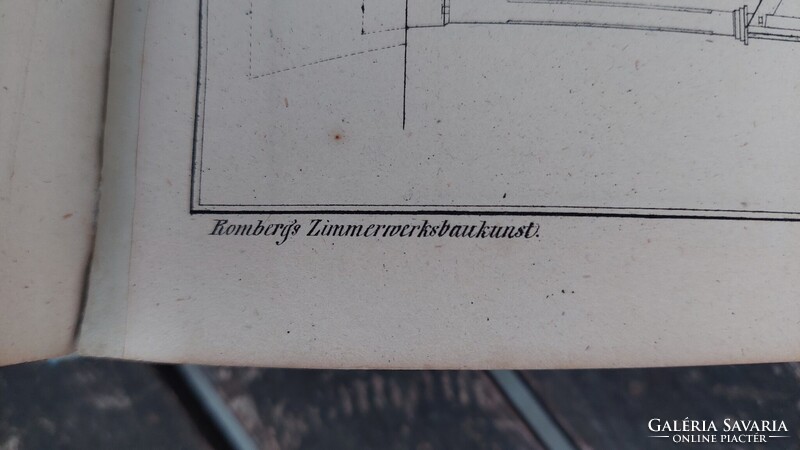 Romberg's Zimmerwerksbaukunst.
GALÉRIA SAVARIA
ONLINE PIACTÉR